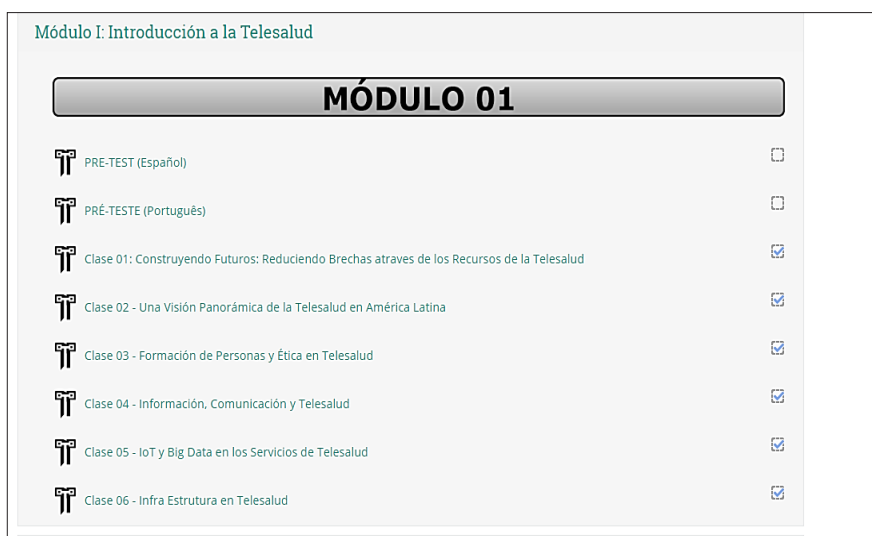 Módulo I: Introducción a la Telesalud
MÓDULO 01
PRE-TEST (Español)
PRÉ-TESTE (Português)
Clase 01: Construyendo Futuros: Reduciendo Brechas atraves de los Recursos de la Telesalud
Clase 02 - Una Visión Panorámica de la Telesalud en América Latina
Clase 03 - Formación de Personas y Ética en Telesalud
Clase 04 - Información, Comunicación y Telesalud
Clase 05 - IoT y Big Data en los Servicios de Telesalud
Clase 06 - Infra Estrutura en Telesalud